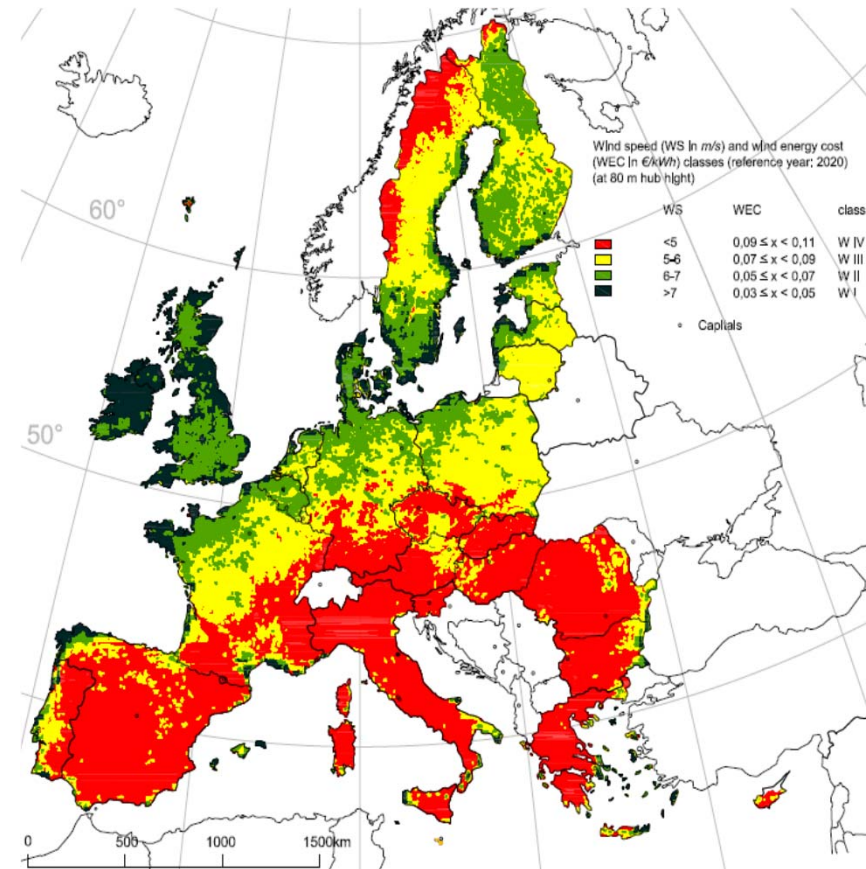 Wind speed (WS in m/s) and wind energy cost
(WEC in €/kWh) classes (reference year: 2020)
(at 80 m hub hight)
WS WEC class
<5 0,09 ≤ x < 0,11 W IV
5-6 0,07 ≤ x < 0,09 W III
6-7 0,05 ≤ x < 0,07 W II
>7 0,03 ≤ x < 0,05 W I
Capitals
60°
50°
0 500 1000 1500km